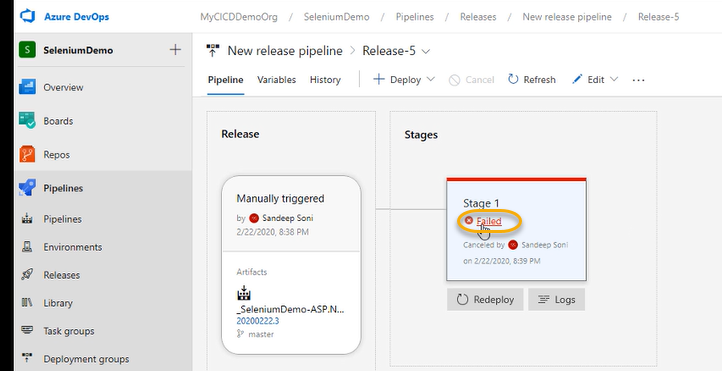 Azure DevOps
MyCICDDemoOrg / SeleniumDemo / Pipelines / Releases / New release pipeline / Release-5
S SeleniumDemo +
New release pipeline > Release-5
Pipeline Variables History + Deploy Cancel Refresh Edit ...
Overview
Boards
Repos
Pipelines
Pipelines
Environments
Releases
Library
Task groups
Deployment groups
Release
Manually triggered
by Sandeep Soni
2/22/2020, 8:38 PM
Artifacts
_SeleniumDemo-ASP.N...
20200222.3
master
Stages
Stage 1
Failed
Canceled by Sandeep Soni
on 2/22/2020, 8:39 PM
Redeploy Logs